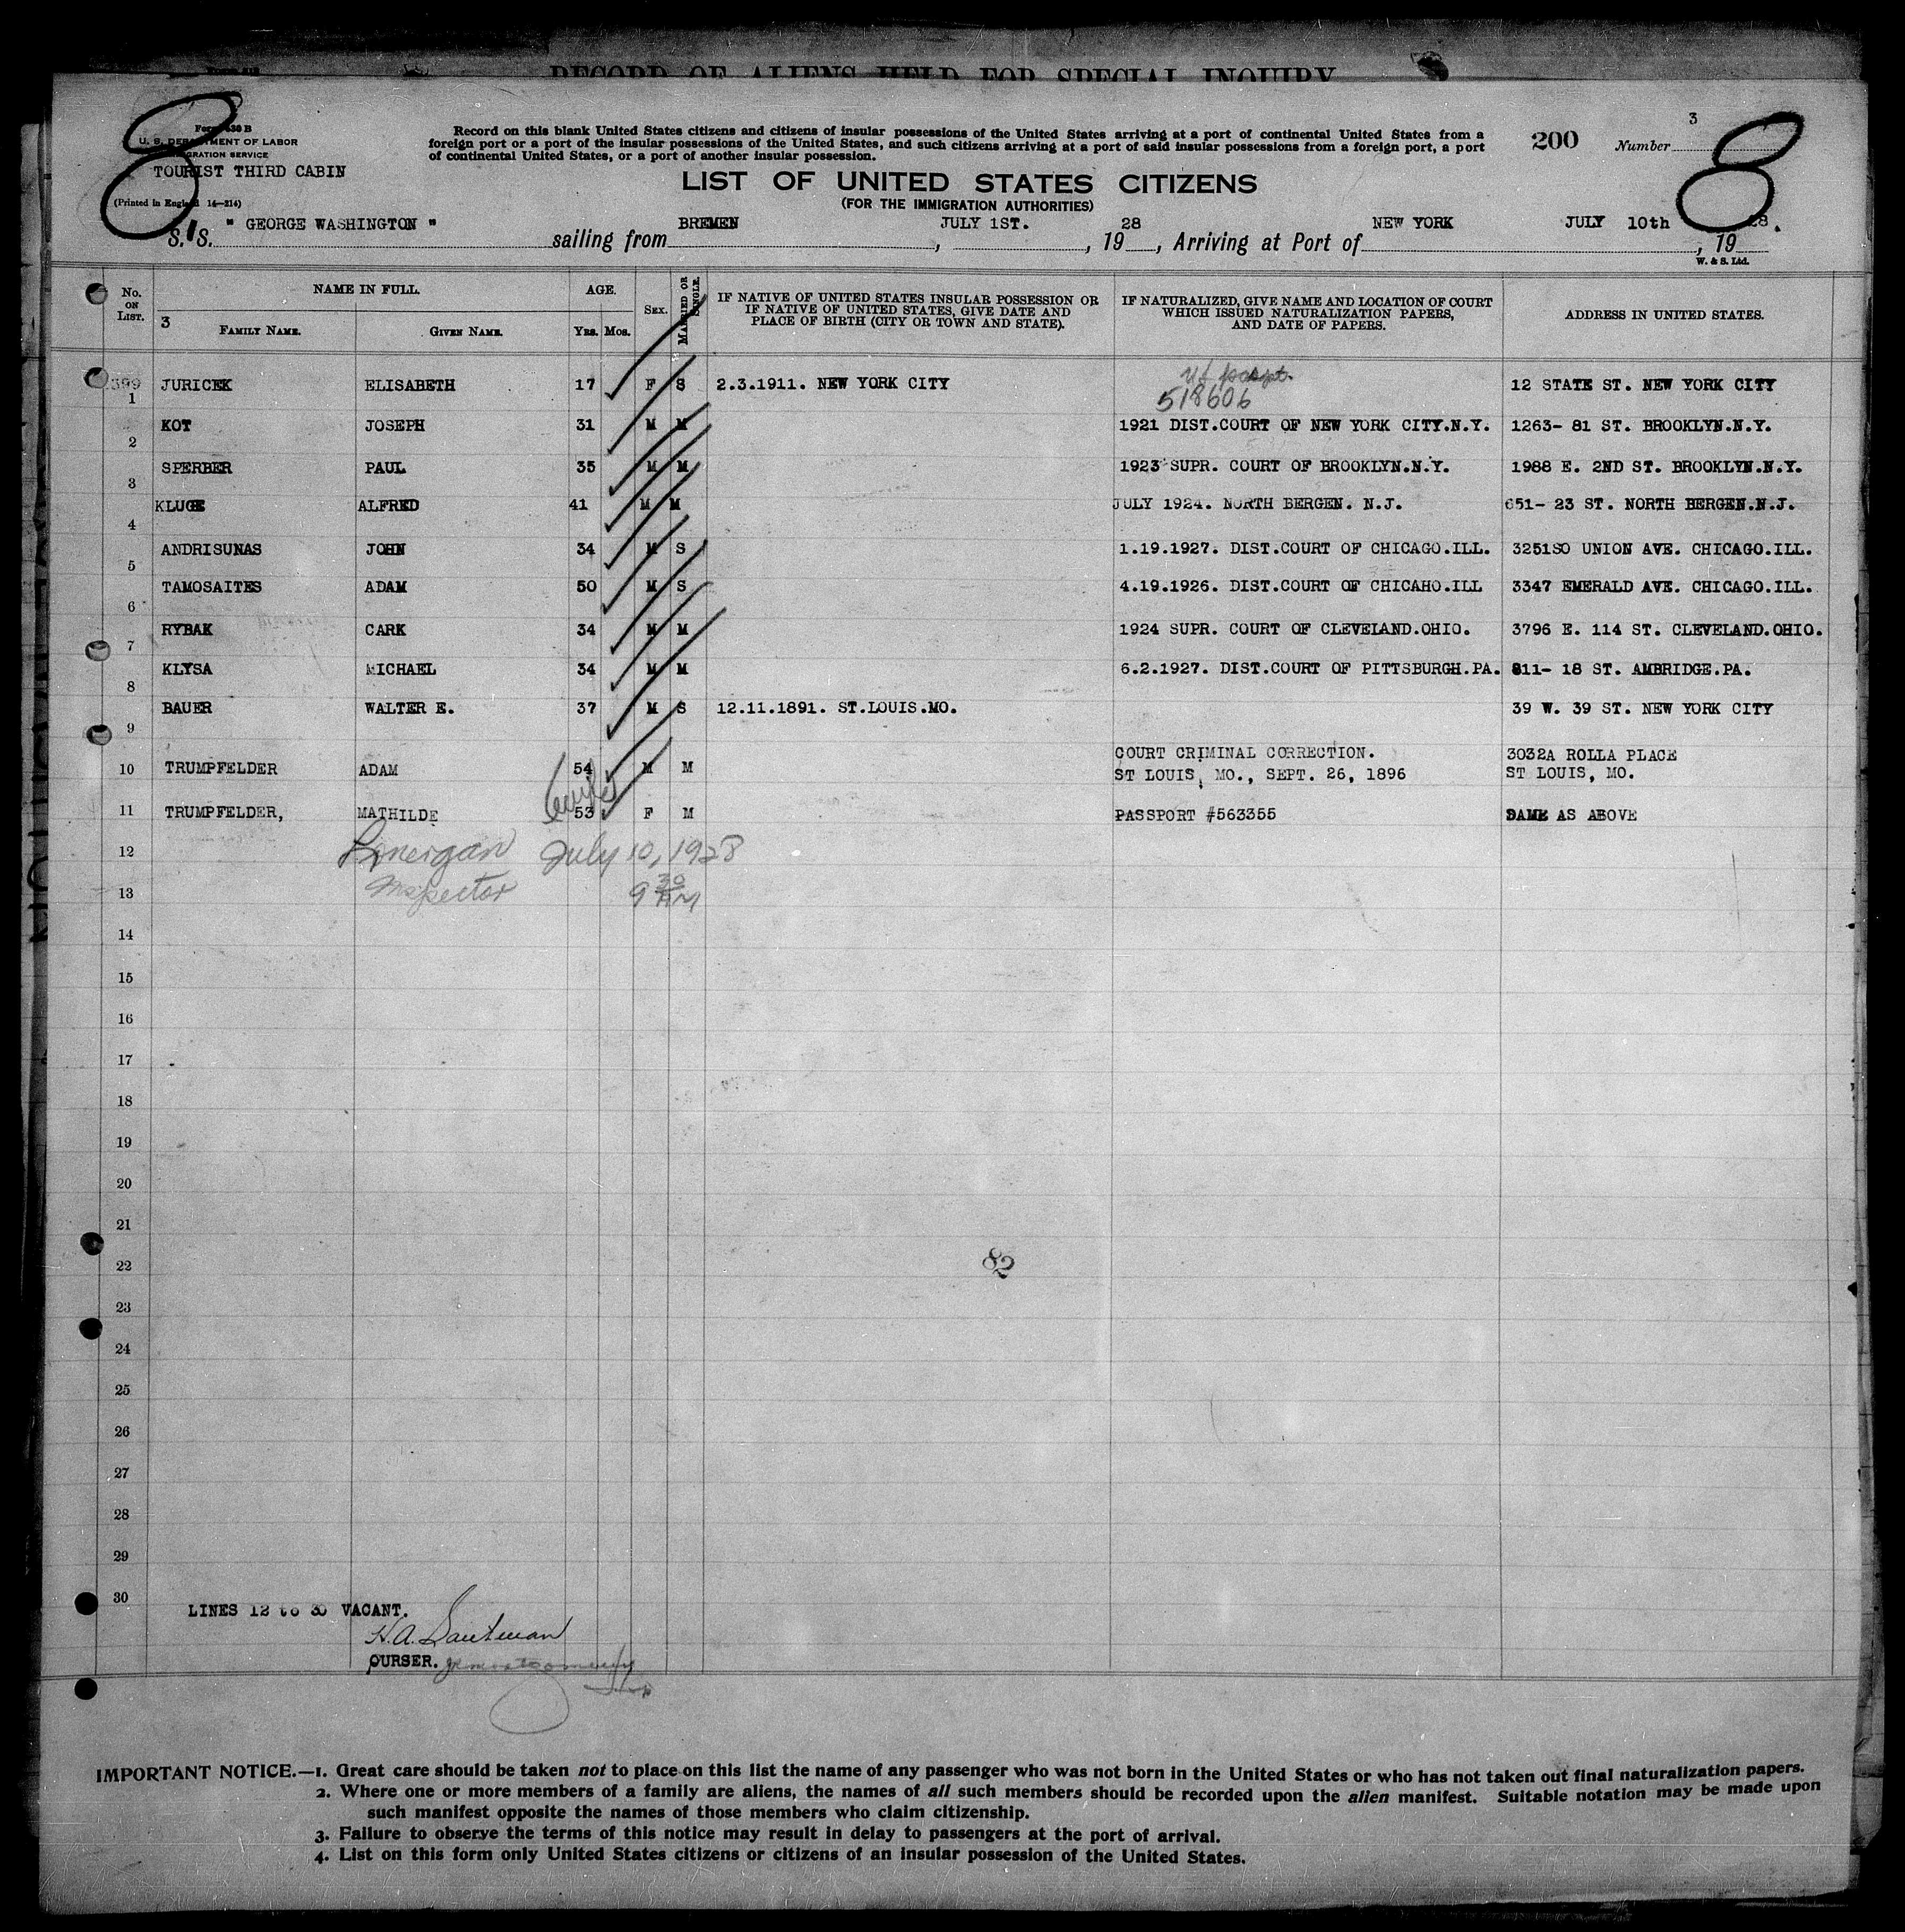 RECORD OF ALIENS HELD FOR SPECIAL INQUIRY
8
Form 630 B
U. S. DEPARTMENT OF LABOR
IMMIGRATION SERVICE
TOURIST THIRD CABIN
(Printed in England 14—214)
Record on this blank United States citizens and citizens of insular possessions of the United States arriving at a port of continental United States from a
foreign port or a port of the insular possessions of the United States, and such citizens arriving at a port of said insular possessions from a foreign port, a port
of continental United States, or a port of another insular possession.
200 Number 3
8
LIST OF UNITED STATES CITIZENS
(FOR THE IMMIGRATION AUTHORITIES)
S. S. " GEORGE WASHINGTON " sailing from BREMEN, JULY 1ST., 19 28, Arriving at Port of NEW YORK JULY 10th, 19 28.
W. & S. Ltd.
No. ON LIST. NAME IN FULL. AGE. SEX. MARRIED OR SINGLE. IF NATIVE OF UNITED STATES INSULAR POSSESSION OR IF NATIVE OF UNITED STATES, GIVE DATE AND PLACE OF BIRTH (CITY OR TOWN AND STATE). IF NATURALIZED, GIVE NAME AND LOCATION OF COURT WHICH ISSUED NATURALIZATION PAPERS, AND DATE OF PAPERS. ADDRESS IN UNITED STATES.
3 FAMILY NAME. GIVEN NAME. YRS. MOS.
399
1 JURICEK ELISABETH 17 F S 2.3.1911. NEW YORK CITY 518606 12 STATE ST. NEW YORK CITY
2 KOT JOSEPH 31 M M 1921 DIST.COURT OF NEW YORK CITY.N.Y. 1263- 81 ST. BROOKLYN.N.Y.
3 SPERBER PAUL 35 M M 1923 SUPR. COURT OF BROOKLYN.N.Y. 1988 E. 2ND ST. BROOKLYN.N.Y.
4 KLUGE ALFRED 41 M M JULY 1924. NORTH BERGEN. N.J. 651- 23 ST. NORTH BERGEN.N.J.
5 ANDRISUNAS JOHN 34 M S 1.19.1927. DIST.COURT OF CHICAGO.ILL. 3251SO UNION AVE. CHICAGO.ILL.
6 TAMOSAITES ADAM 50 M S 4.19.1926. DIST.COURT OF CHICAHO.ILL 3347 EMERALD AVE. CHICAGO.ILL.
7 RYBAK CARK 34 M M 1924 SUPR. COURT OF CLEVELAND.OHIO. 3796 E. 114 ST. CLEVELAND.OHIO.
8 KLYSA MICHAEL 34 M M 6.2.1927. DIST.COURT OF PITTSBURGH.PA. 811- 18 ST. AMBRIDGE.PA.
9 BAUER WALTER E. 37 M S 12.11.1891. ST.LOUIS.MO. 39 W. 39 ST. NEW YORK CITY
10 TRUMPFELDER ADAM 54 M M COURT CRIMINAL CORRECTION. 3032A ROLLA PLACE
ST LOUIS, MO., SEPT. 26, 1896 ST LOUIS, MO.
11 TRUMPFELDER, MATHILDE wife 53 F M PASSPORT #563355 DAME AS ABOVE
12 Lonergan July 10, 1928
13 Inspector 9 30 AM
14
15
16
17
18
19
20
21
22
82
23
24
25
26
27
28
29
30
LINES 12 to 30 VACANT.
H.A.
PURSER.
IMPORTANT NOTICE.—1. Great care should be taken not to place on this list the name of any passenger who was not born in the United States or who has not taken out final naturalization papers.
2. Where one or more members of a family are aliens, the names of all such members should be recorded upon the alien manifest. Suitable notation may be made upon
such manifest opposite the names of those members who claim citizenship.
3. Failure to observe the terms of this notice may result in delay to passengers at the port of arrival.
4. List on this form only United States citizens or citizens of an insular possession of the United States.